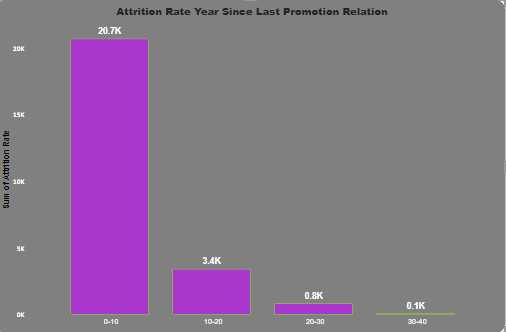 Attrition Rate Year Since Last Promotion Relation
20.7K
20K
15K
Sum of Attrition Rate
10K
5K
3.4K
0.8K
0.1K
0K
0-10
10-20
20-30
30-40